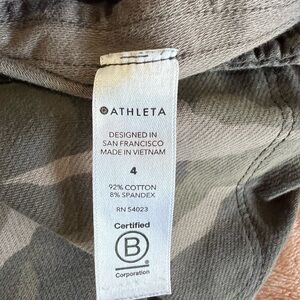 ATHLETA
DESIGNED IN
SAN FRANCISCO
MADE IN VIETNAM
4
92% COTTON
8% SPANDEX
RN 54023
Certified
B
Corporation